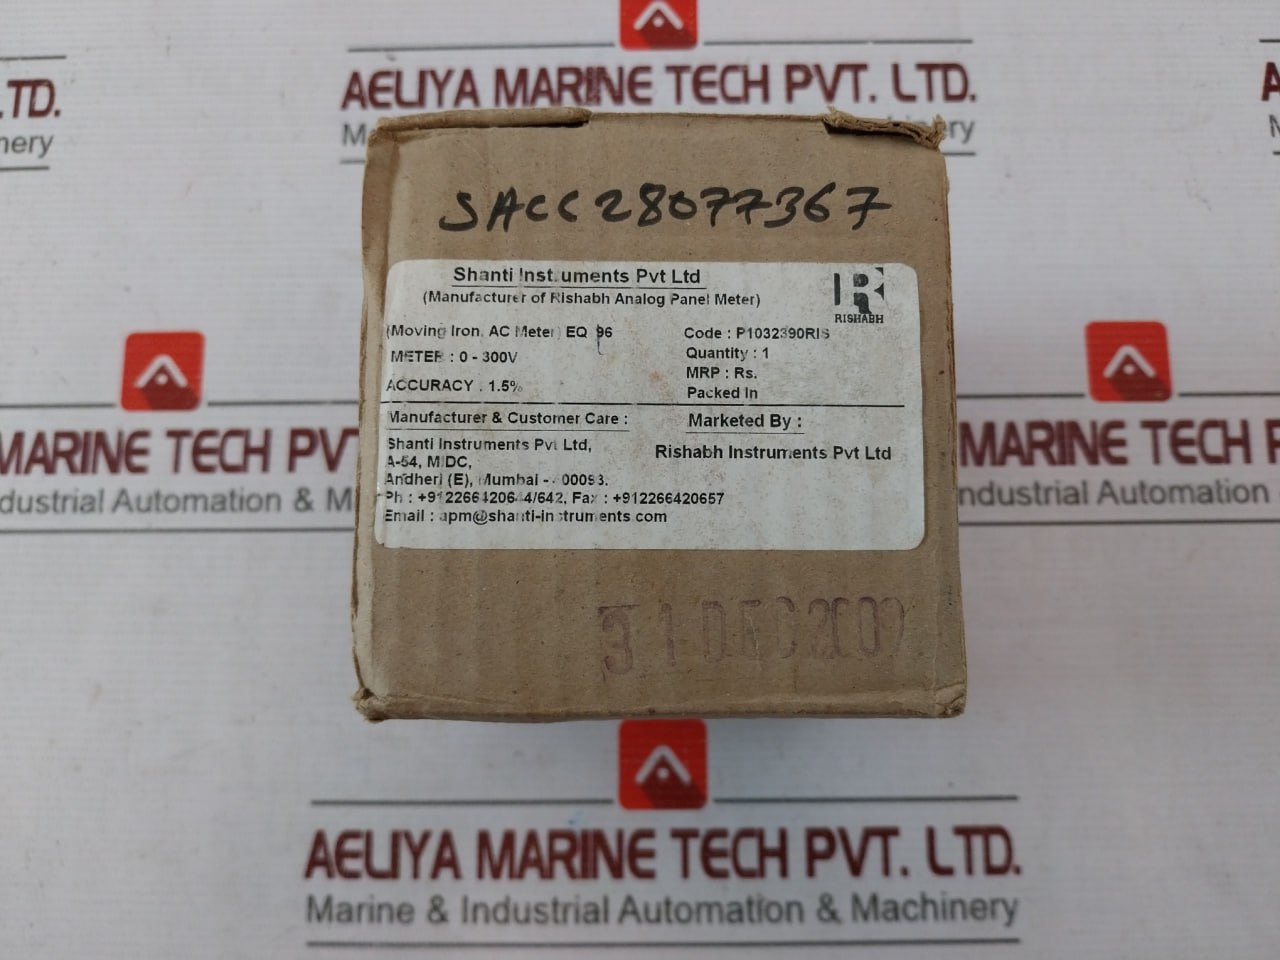 AELIYA MARINE TECH PVT. LTD.
LTD.
nery
SACC28077367
Shanti Instruments Pvt Ltd
(Manufacturer of Rishabh Analog Panel Meter)
RISHABH
(Moving Iron, AC Meter) EQ 96
Code : P1032390RIS
METER : 0 - 300V
Quantity : 1
MRP : Rs.
ACCURACY : 1.5%
Packed In
Manufacturer & Customer Care :
Marketed By :
Shanti Instruments Pvt Ltd,
A-54, MIDC,
Rishabh Instruments Pvt Ltd
Andheri (E), Mumbai - 400093.
Ph : +912266420644/642, Fax : +912266420657
Email : apm@shanti-instruments.com
31 DEC 2009
MARINE TECH PV
ndustrial Automation & M
MARINE TECH PVT.
Industrial Automation &
AELIYA MARINE TECH PVT. LTD.
Marine & Industrial Automation & Machinery